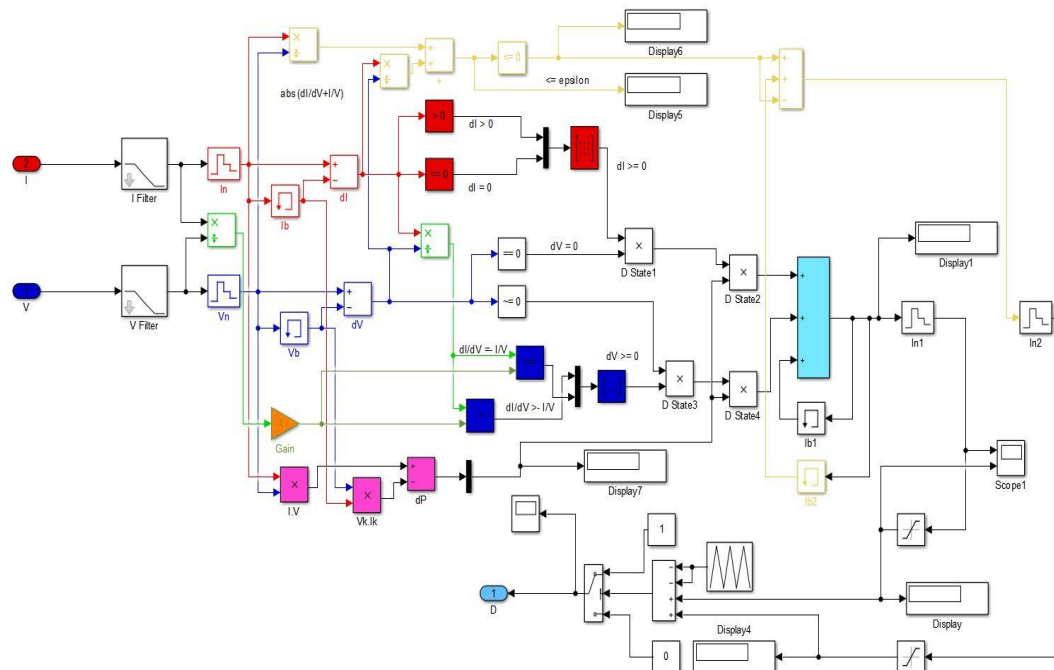 Display6
<= 0
<= epsilon
Display5
abs (dI/dV+I/V)
> 0
dI > 0
dI >= 0
== 0
dI = 0
2
I
I Filter
In
dI
Ib
V
V Filter
Vn
dV
Vb
== 0
dV = 0
~= 0
D State1
D State2
Display1
In1
In2
dI/dV =- I/V
dV >= 0
dI/dV >- I/V
D State3
D State4
Ib1
Gain
I.V
Vk.Ik
dP
Display7
Ib2
Scope1
1
1
D
0
Display4
Display